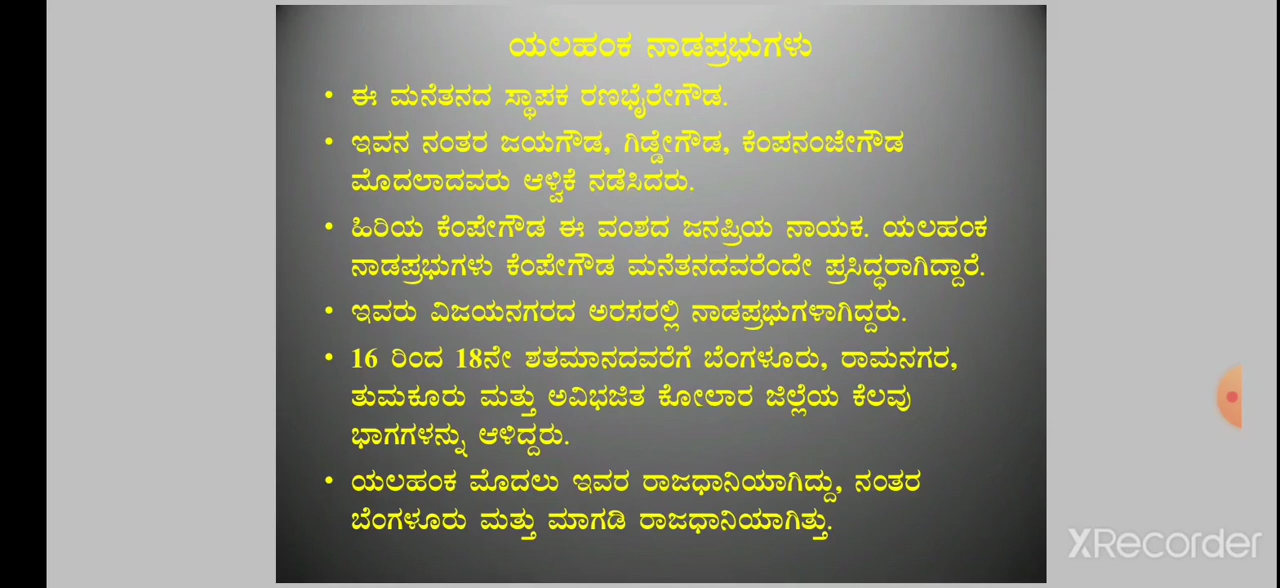 ಯಲಹಂಕ ನಾಡಪ್ರಭುಗಳು
• ಈ ಮನೆತನದ ಸ್ಥಾಪಕ ರಣಭೈರೇಗೌಡ.
• ಇವನ ನಂತರ ಜಯಗೌಡ, ಗಿಡ್ಡೇಗೌಡ, ಕೆಂಪನಂಜೇಗೌಡ
ಮೊದಲಾದವರು ಆಳ್ವಿಕೆ ನಡೆಸಿದರು.
• ಹಿರಿಯ ಕೆಂಪೇಗೌಡ ಈ ವಂಶದ ಜನಪ್ರಿಯ ನಾಯಕ. ಯಲಹಂಕ
ನಾಡಪ್ರಭುಗಳು ಕೆಂಪೇಗೌಡ ಮನೆತನದವರೆಂದೇ ಪ್ರಸಿದ್ಧರಾಗಿದ್ದಾರೆ.
• ಇವರು ವಿಜಯನಗರದ ಅರಸರಲ್ಲಿ ನಾಡಪ್ರಭುಗಳಾಗಿದ್ದರು.
• 16 ರಿಂದ 18ನೇ ಶತಮಾನದವರೆಗೆ ಬೆಂಗಳೂರು, ರಾಮನಗರ,
ತುಮಕೂರು ಮತ್ತು ಅವಿಭಜಿತ ಕೋಲಾರ ಜಿಲ್ಲೆಯ ಕೆಲವು
ಭಾಗಗಳನ್ನು ಆಳಿದ್ದರು.
• ಯಲಹಂಕ ಮೊದಲು ಇವರ ರಾಜಧಾನಿಯಾಗಿದ್ದು, ನಂತರ
ಬೆಂಗಳೂರು ಮತ್ತು ಮಾಗಡಿ ರಾಜಧಾನಿಯಾಗಿತ್ತು.
XRecorder